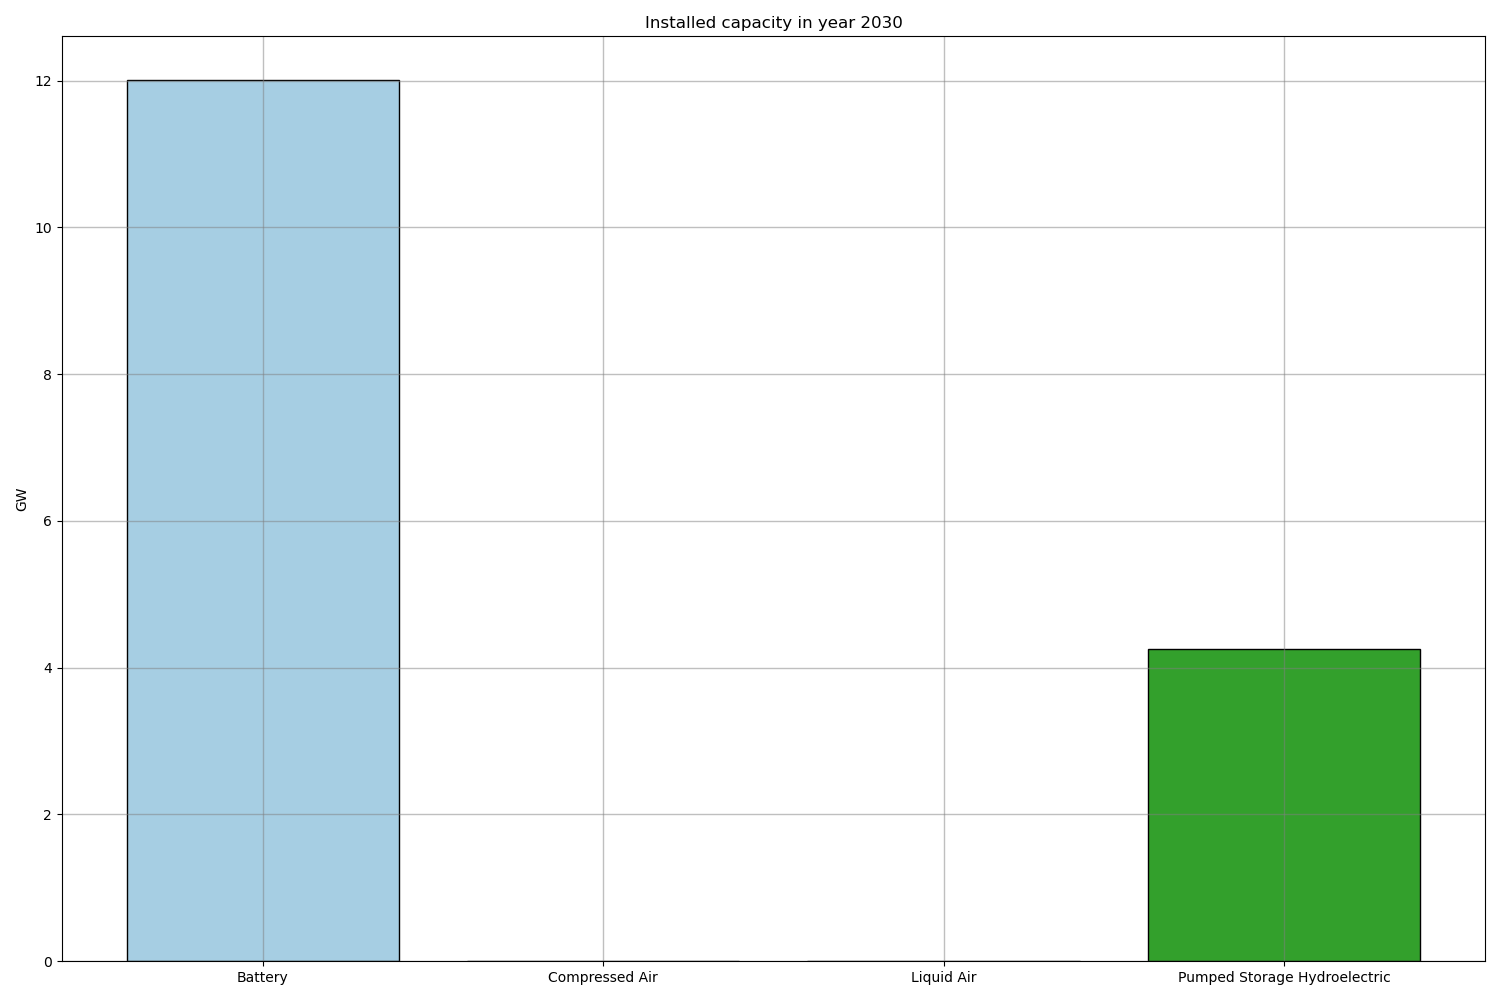 Installed capacity in year 2030
GW
12
10
8
6
4
2
0
Battery
Compressed Air
Liquid Air
Pumped Storage Hydroelectric